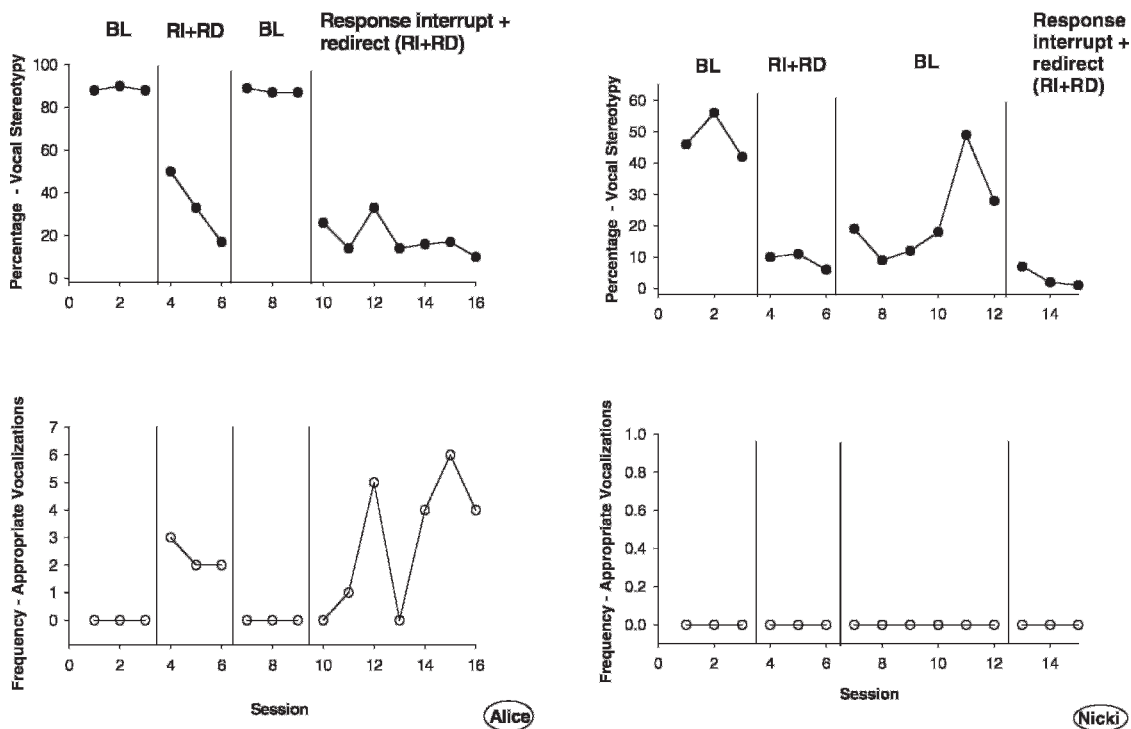 BL
RI+RD
BL
Response interrupt +
redirect (RI+RD)
Percentage - Vocal Stereotypy
100
80
60
40
20
0
0 2 4 6 8 10 12 14 16
Frequency - Appropriate Vocalizations
7
6
5
4
3
2
1
0
0 2 4 6 8 10 12 14 16
Session
Alice
BL
RI+RD
BL
Response
interrupt +
redirect
(RI+RD)
Percentage - Vocal Stereotypy
60
50
40
30
20
10
0
0 2 4 6 8 10 12 14
Frequency - Appropriate Vocalizations
1.0
0.8
0.6
0.4
0.2
0.0
0 2 4 6 8 10 12 14
Session
Nicki